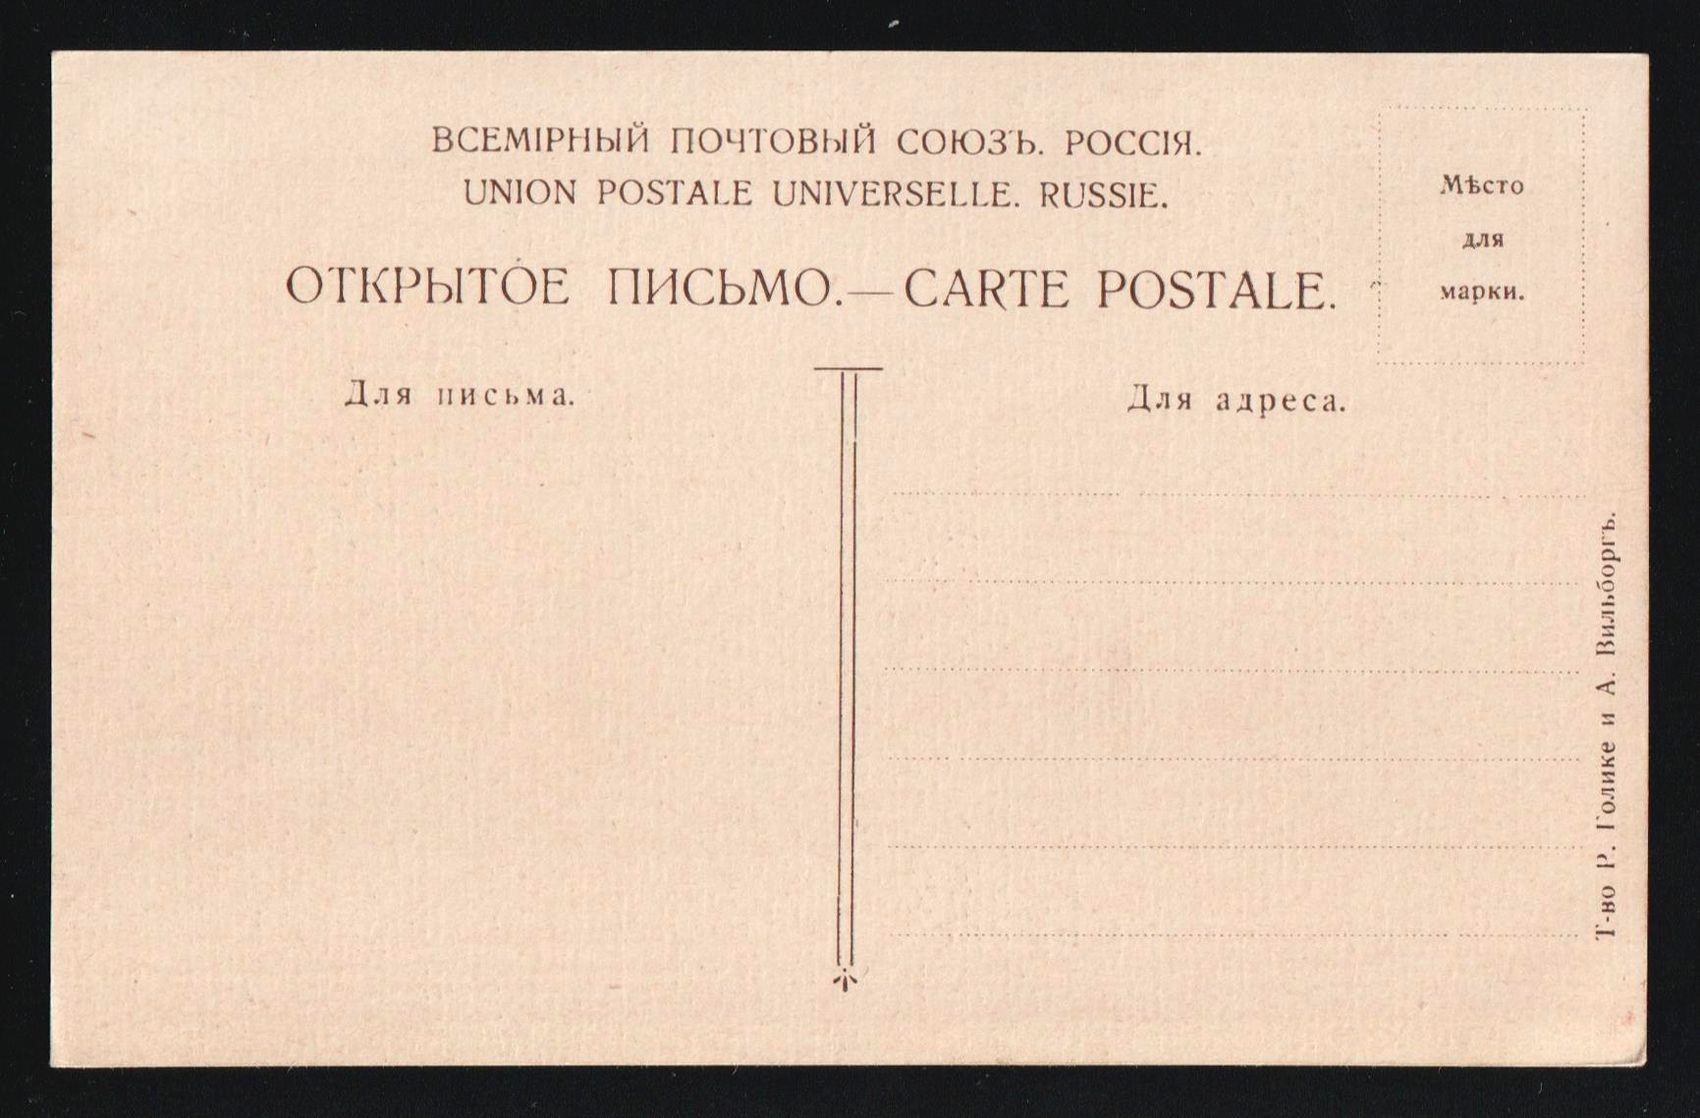 ВСЕМІРНЫЙ ПОЧТОВЫЙ СОЮЗЪ. РОССІЯ.
UNION POSTALE UNIVERSELLE. RUSSIE.
ОТКРЫТОЕ ПИСЬМО.—CARTE POSTALE.
Мѣсто
для
марки.
Для письма.
Для адреса.
Т-во Р. Голике и А. Вильборгъ.